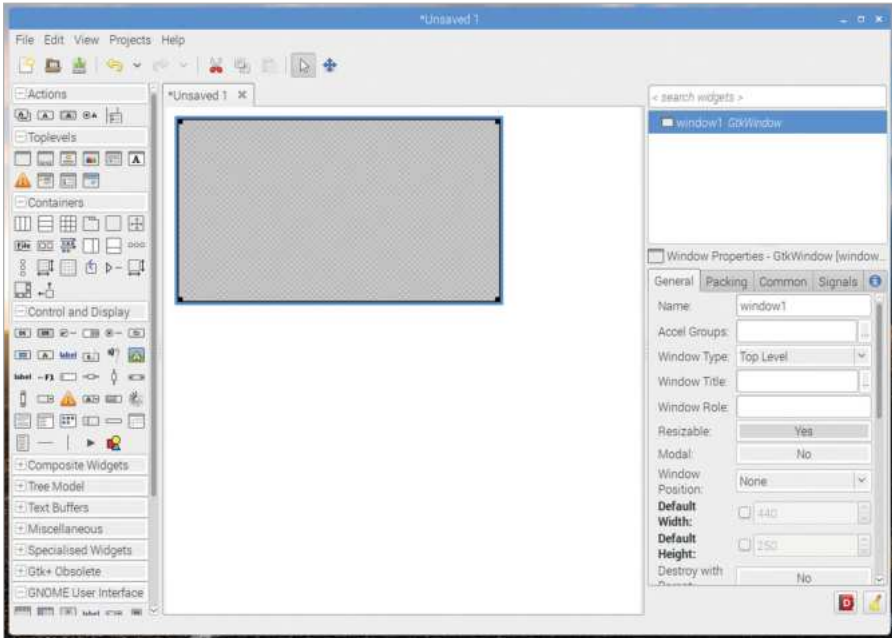 *Unsaved 1
File Edit View Projects Help
Actions
Toplevels
Containers
Control and Display
Composite Widgets
Tree Model
Text Buffers
Miscellaneous
Specialised Widgets
Gtk+ Obsolete
GNOME User Interface
*Unsaved 1
< search widgets >
window1 GtkWindow
Window Properties - GtkWindow [window...
General Packing Common Signals
Name: window1
Accel Groups:
Window Type: Top Level
Window Title:
Window Role:
Resizable: Yes
Modal: No
Window Position: None
Default Width: 440
Default Height: 250
Destroy with
No